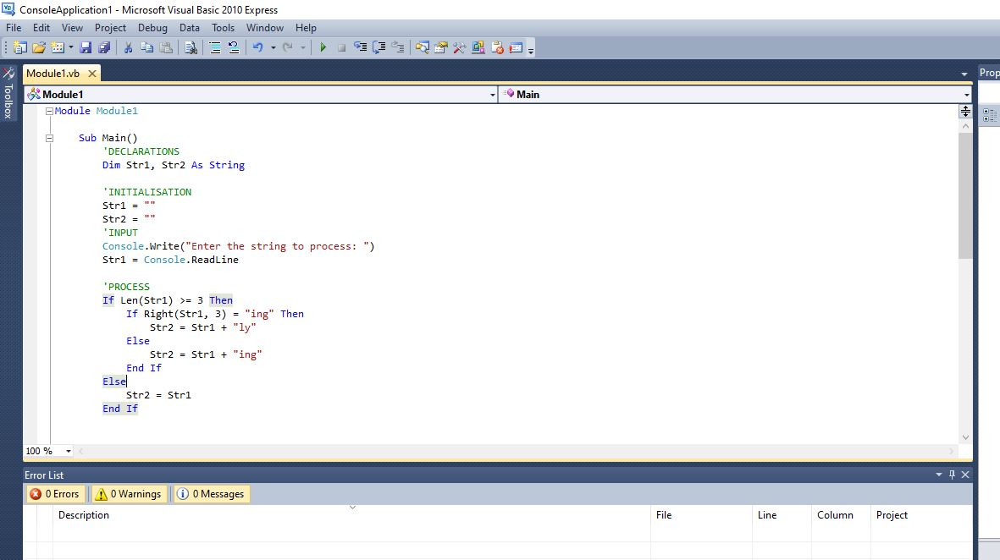 ConsoleApplication1 - Microsoft Visual Basic 2010 Express
File Edit View Project Debug Data Tools Window Help
Toolbox
Module1.vb
Prop
Module1 Main
Module Module1
Sub Main()
'DECLARATIONS
Dim Str1, Str2 As String
'INITIALISATION
Str1 = ""
Str2 = ""
'INPUT
Console.Write("Enter the string to process: ")
Str1 = Console.ReadLine
'PROCESS
If Len(Str1) >= 3 Then
If Right(Str1, 3) = "ing" Then
Str2 = Str1 + "ly"
Else
Str2 = Str1 + "ing"
End If
Else
Str2 = Str1
End If
100 %
Error List
0 Errors 0 Warnings 0 Messages
Description File Line Column Project